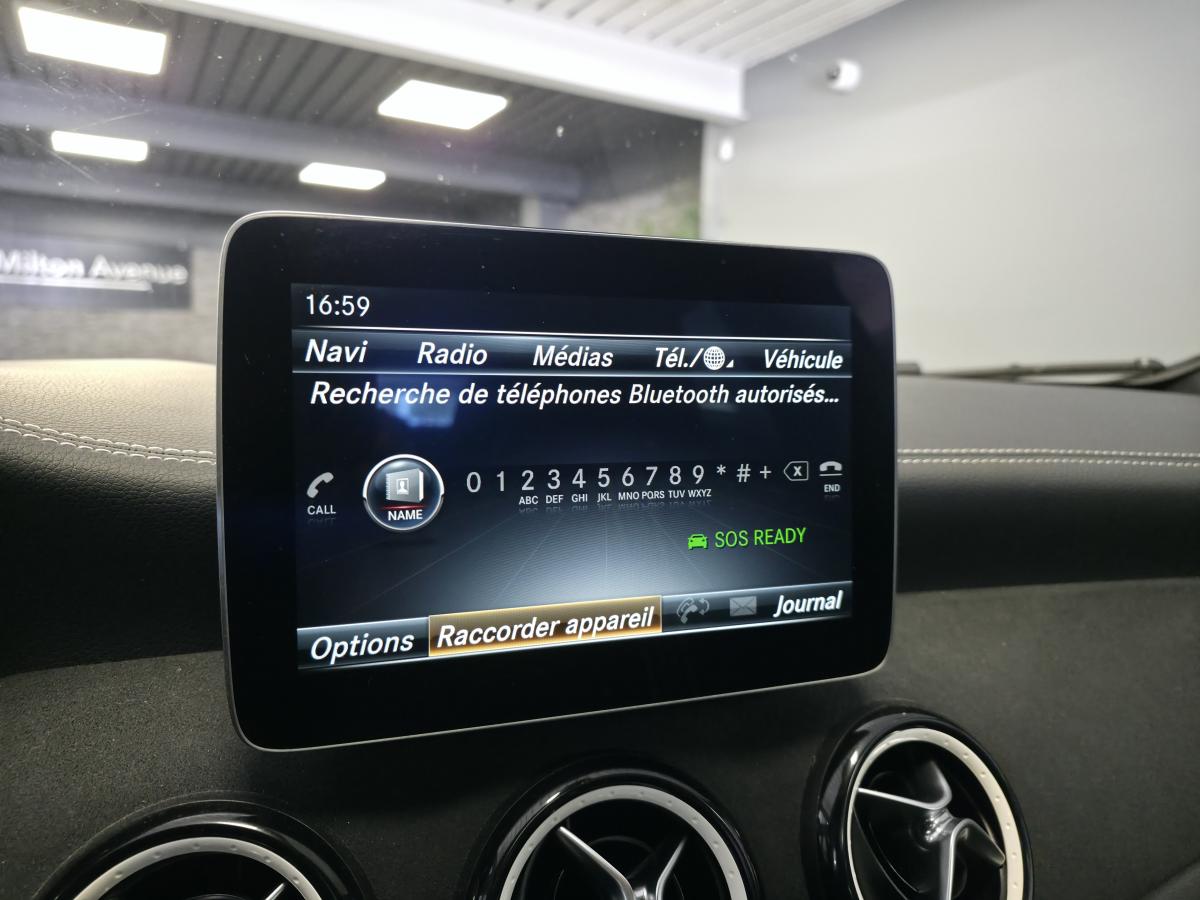 Milton Avenue
16:59
Navi Radio Médias Tél./ Véhicule
Recherche de téléphones Bluetooth autorisés...
CALL NAME 0 1 2 3 4 5 6 7 8 9 * # + X END
ABC DEF GHI JKL MNO PQRS TUV WXYZ
SOS READY
Options Raccorder appareil Journal